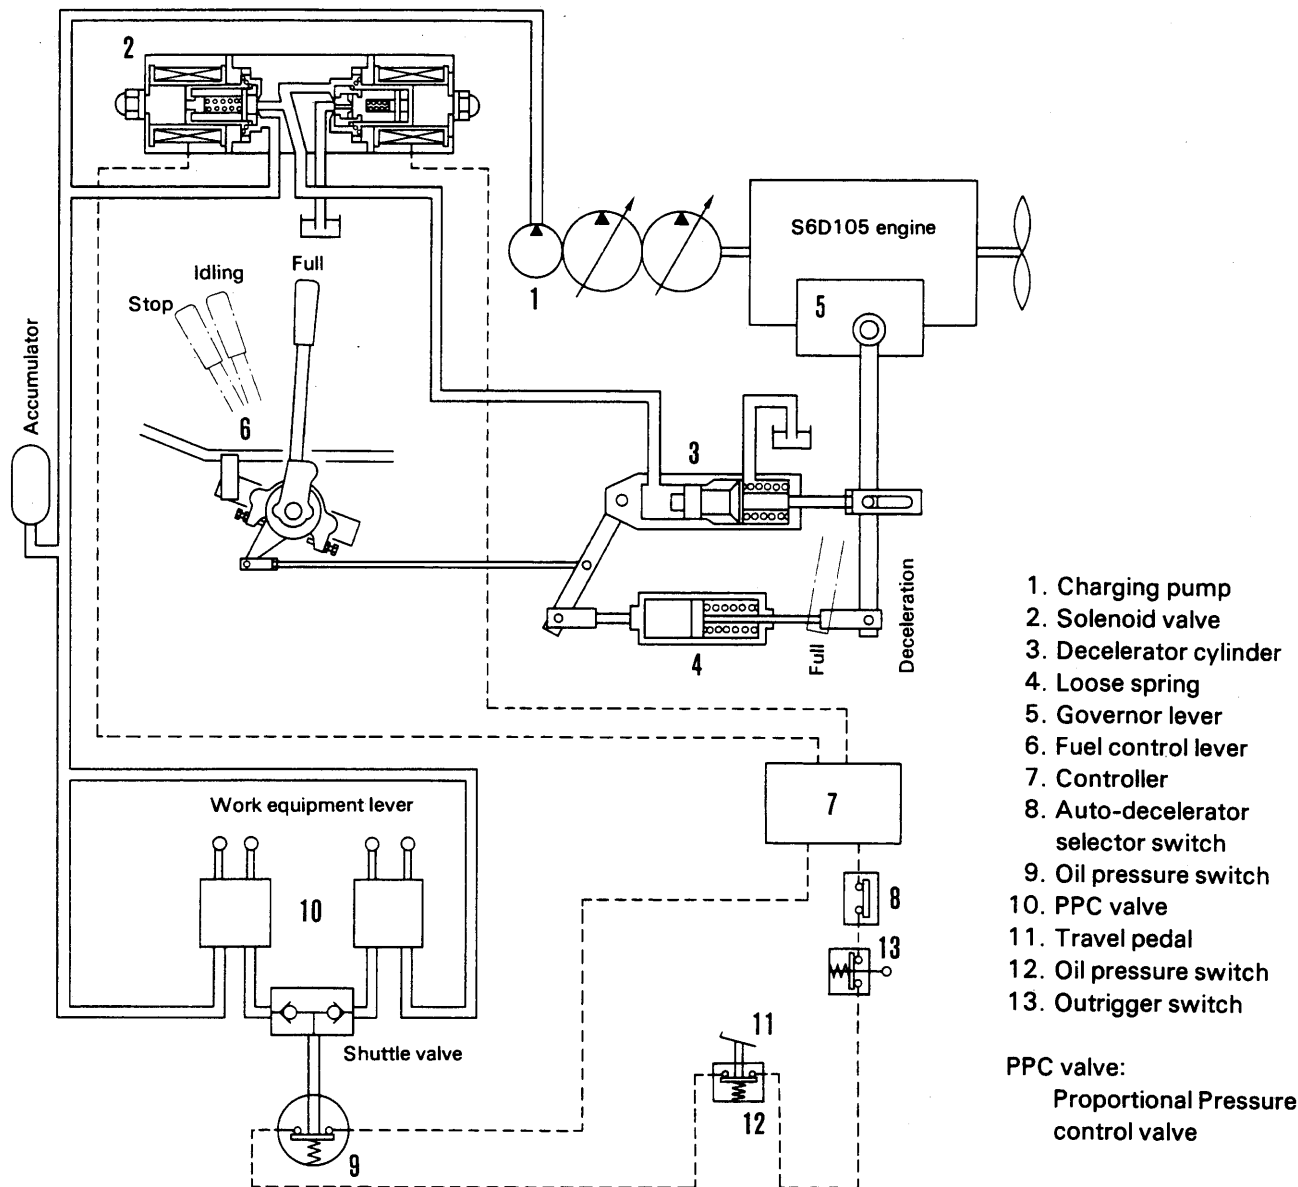 2
S6D105 engine
Full
Idling
Stop
1
5
Accumulator
6
3
4
Full
Deceleration
1. Charging pump
2. Solenoid valve
3. Decelerator cylinder
4. Loose spring
5. Governor lever
6. Fuel control lever
7. Controller
8. Auto-decelerator
selector switch
9. Oil pressure switch
10. PPC valve
11. Travel pedal
12. Oil pressure switch
13. Outrigger switch
PPC valve:
Proportional Pressure
control valve
7
Work equipment lever
10
8
13
Shuttle valve
11
12
9